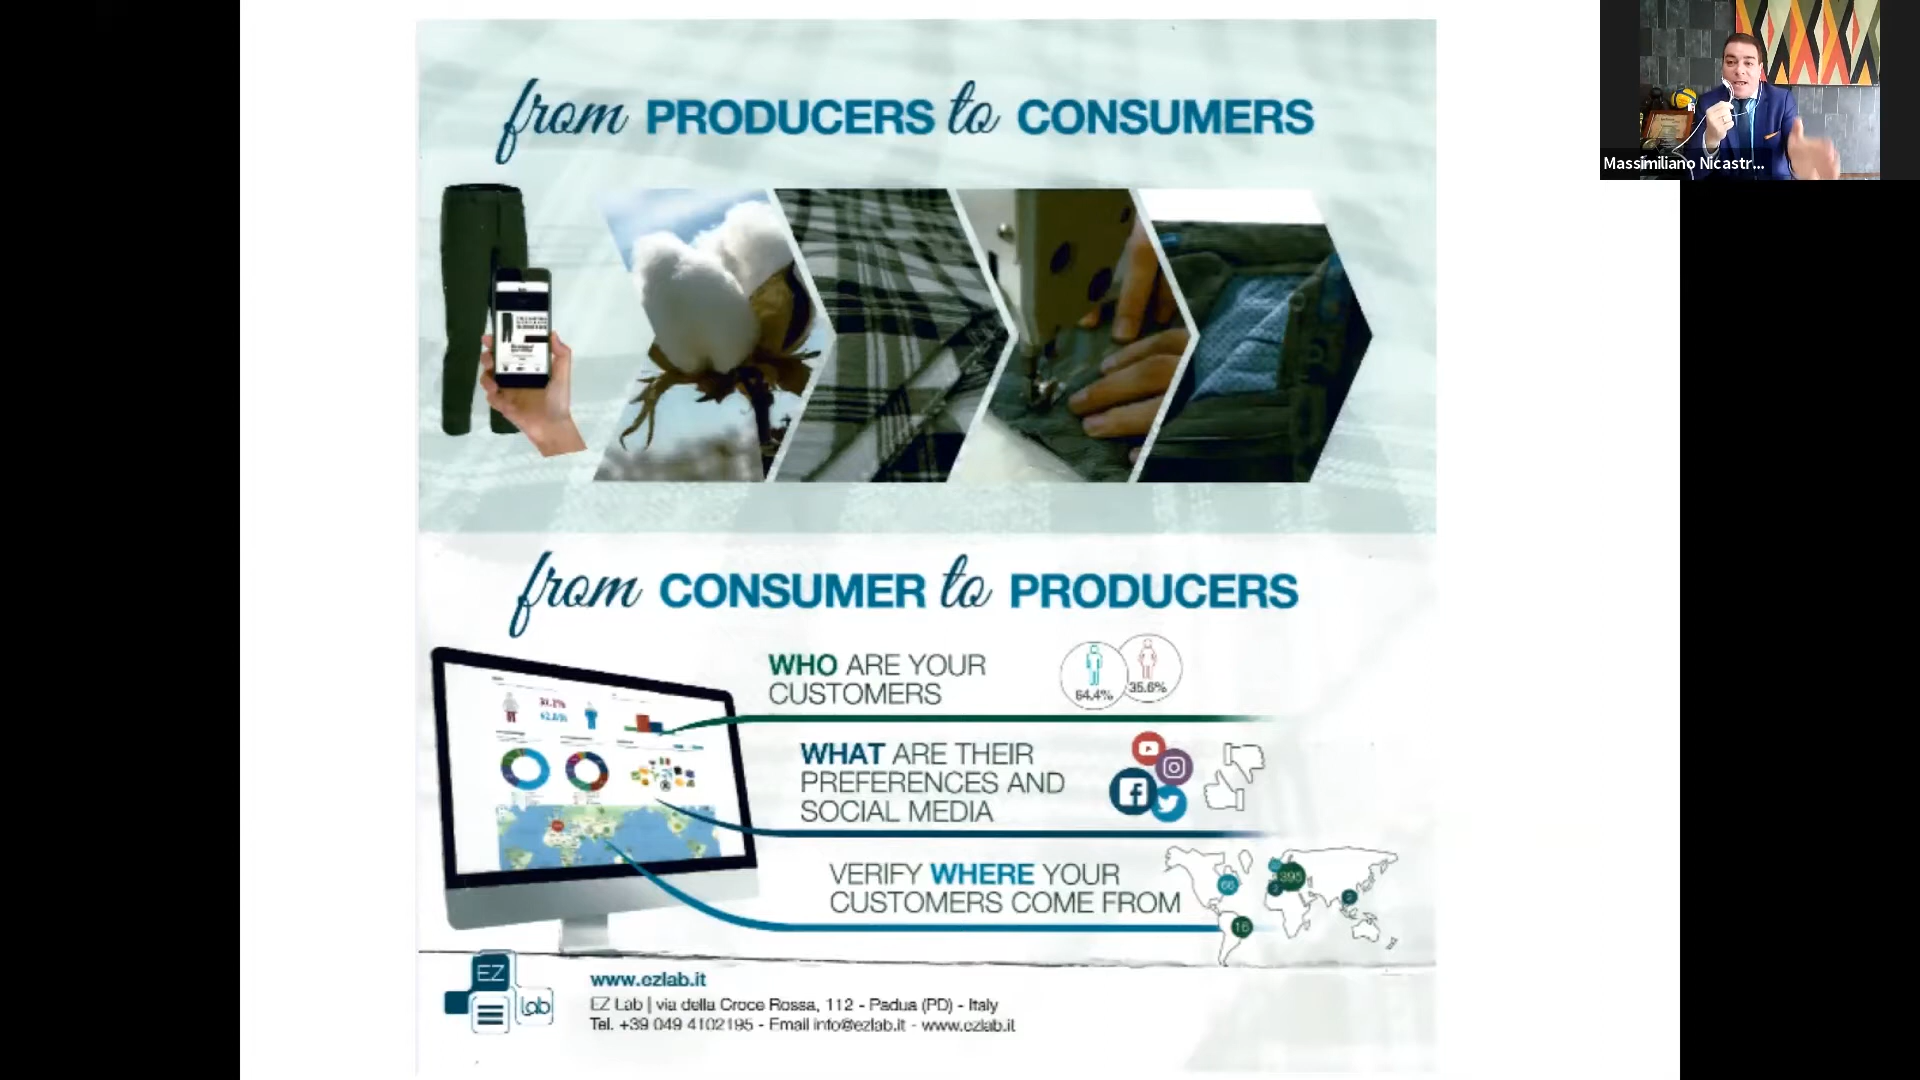 from PRODUCERS to CONSUMERS
Massimiliano Nicastr...
from CONSUMER to PRODUCERS
WHO ARE YOUR
CUSTOMERS
64.4%
35.6%
WHAT ARE THEIR
PREFERENCES AND
SOCIAL MEDIA
VERIFY WHERE YOUR
CUSTOMERS COME FROM
66
395
16
EZ
Lab
www.ezlab.it
EZ Lab | via della Croce Rossa, 112 - Padua (PD) - Italy
Tel. +39 049 4102195 - Email info@ezlab.it - www.ezlab.it